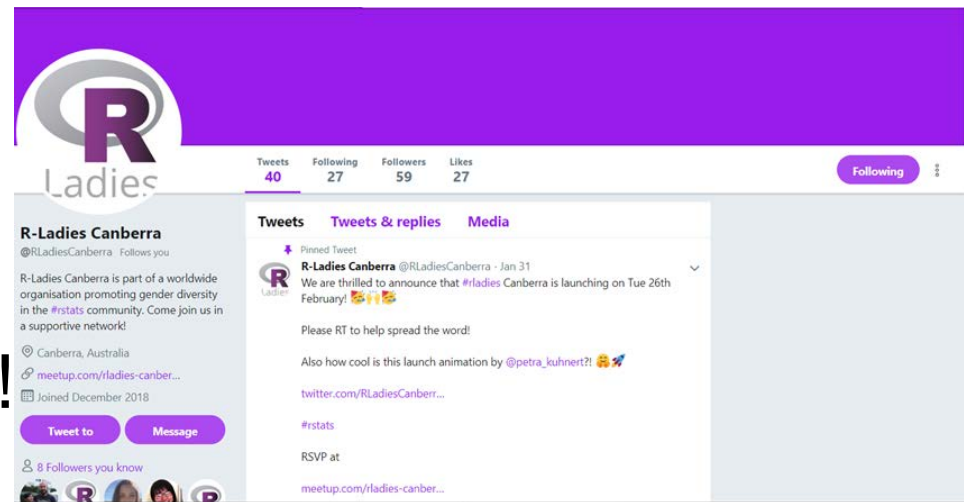 R
Ladies
Tweets Following Followers Likes
40 27 59 27
Following
R-Ladies Canberra
@RLadiesCanberra Follows you
R-Ladies Canberra is part of a worldwide
organisation promoting gender diversity
in the #rstats community. Come join us in
a supportive network!
Canberra, Australia
meetup.com/rladies-canber...
Joined December 2018
Tweet to Message
8 Followers you know
!
Tweets Tweets & replies Media
Pinned Tweet
R-Ladies Canberra @RLadiesCanberra · Jan 31
R
Ladies
We are thrilled to announce that #rladies Canberra is launching on Tue 26th
February! 🥳🙌🥳
Please RT to help spread the word!
Also how cool is this launch animation by @petra_kuhnert?! 🤗🚀
twitter.com/RLadiesCanberr...
#rstats
RSVP at
meetup.com/rladies-canber...
R
R